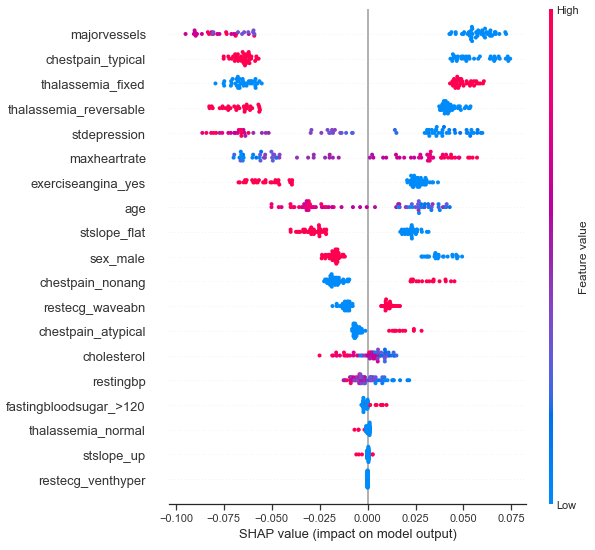 High
majorvessels
chestpain_typical
thalassemia_fixed
thalassemia_reversable
stdepression
maxheartrate
exerciseangina_yes
age
stslope_flat
sex_male
chestpain_nonang
restecg_waveabn
chestpain_atypical
cholesterol
restingbp
fastingbloodsugar_>120
thalassemia_normal
stslope_up
restecg_venthyper
Feature value
Low
−0.100 −0.075 −0.050 −0.025 0.000 0.025 0.050 0.075
SHAP value (impact on model output)